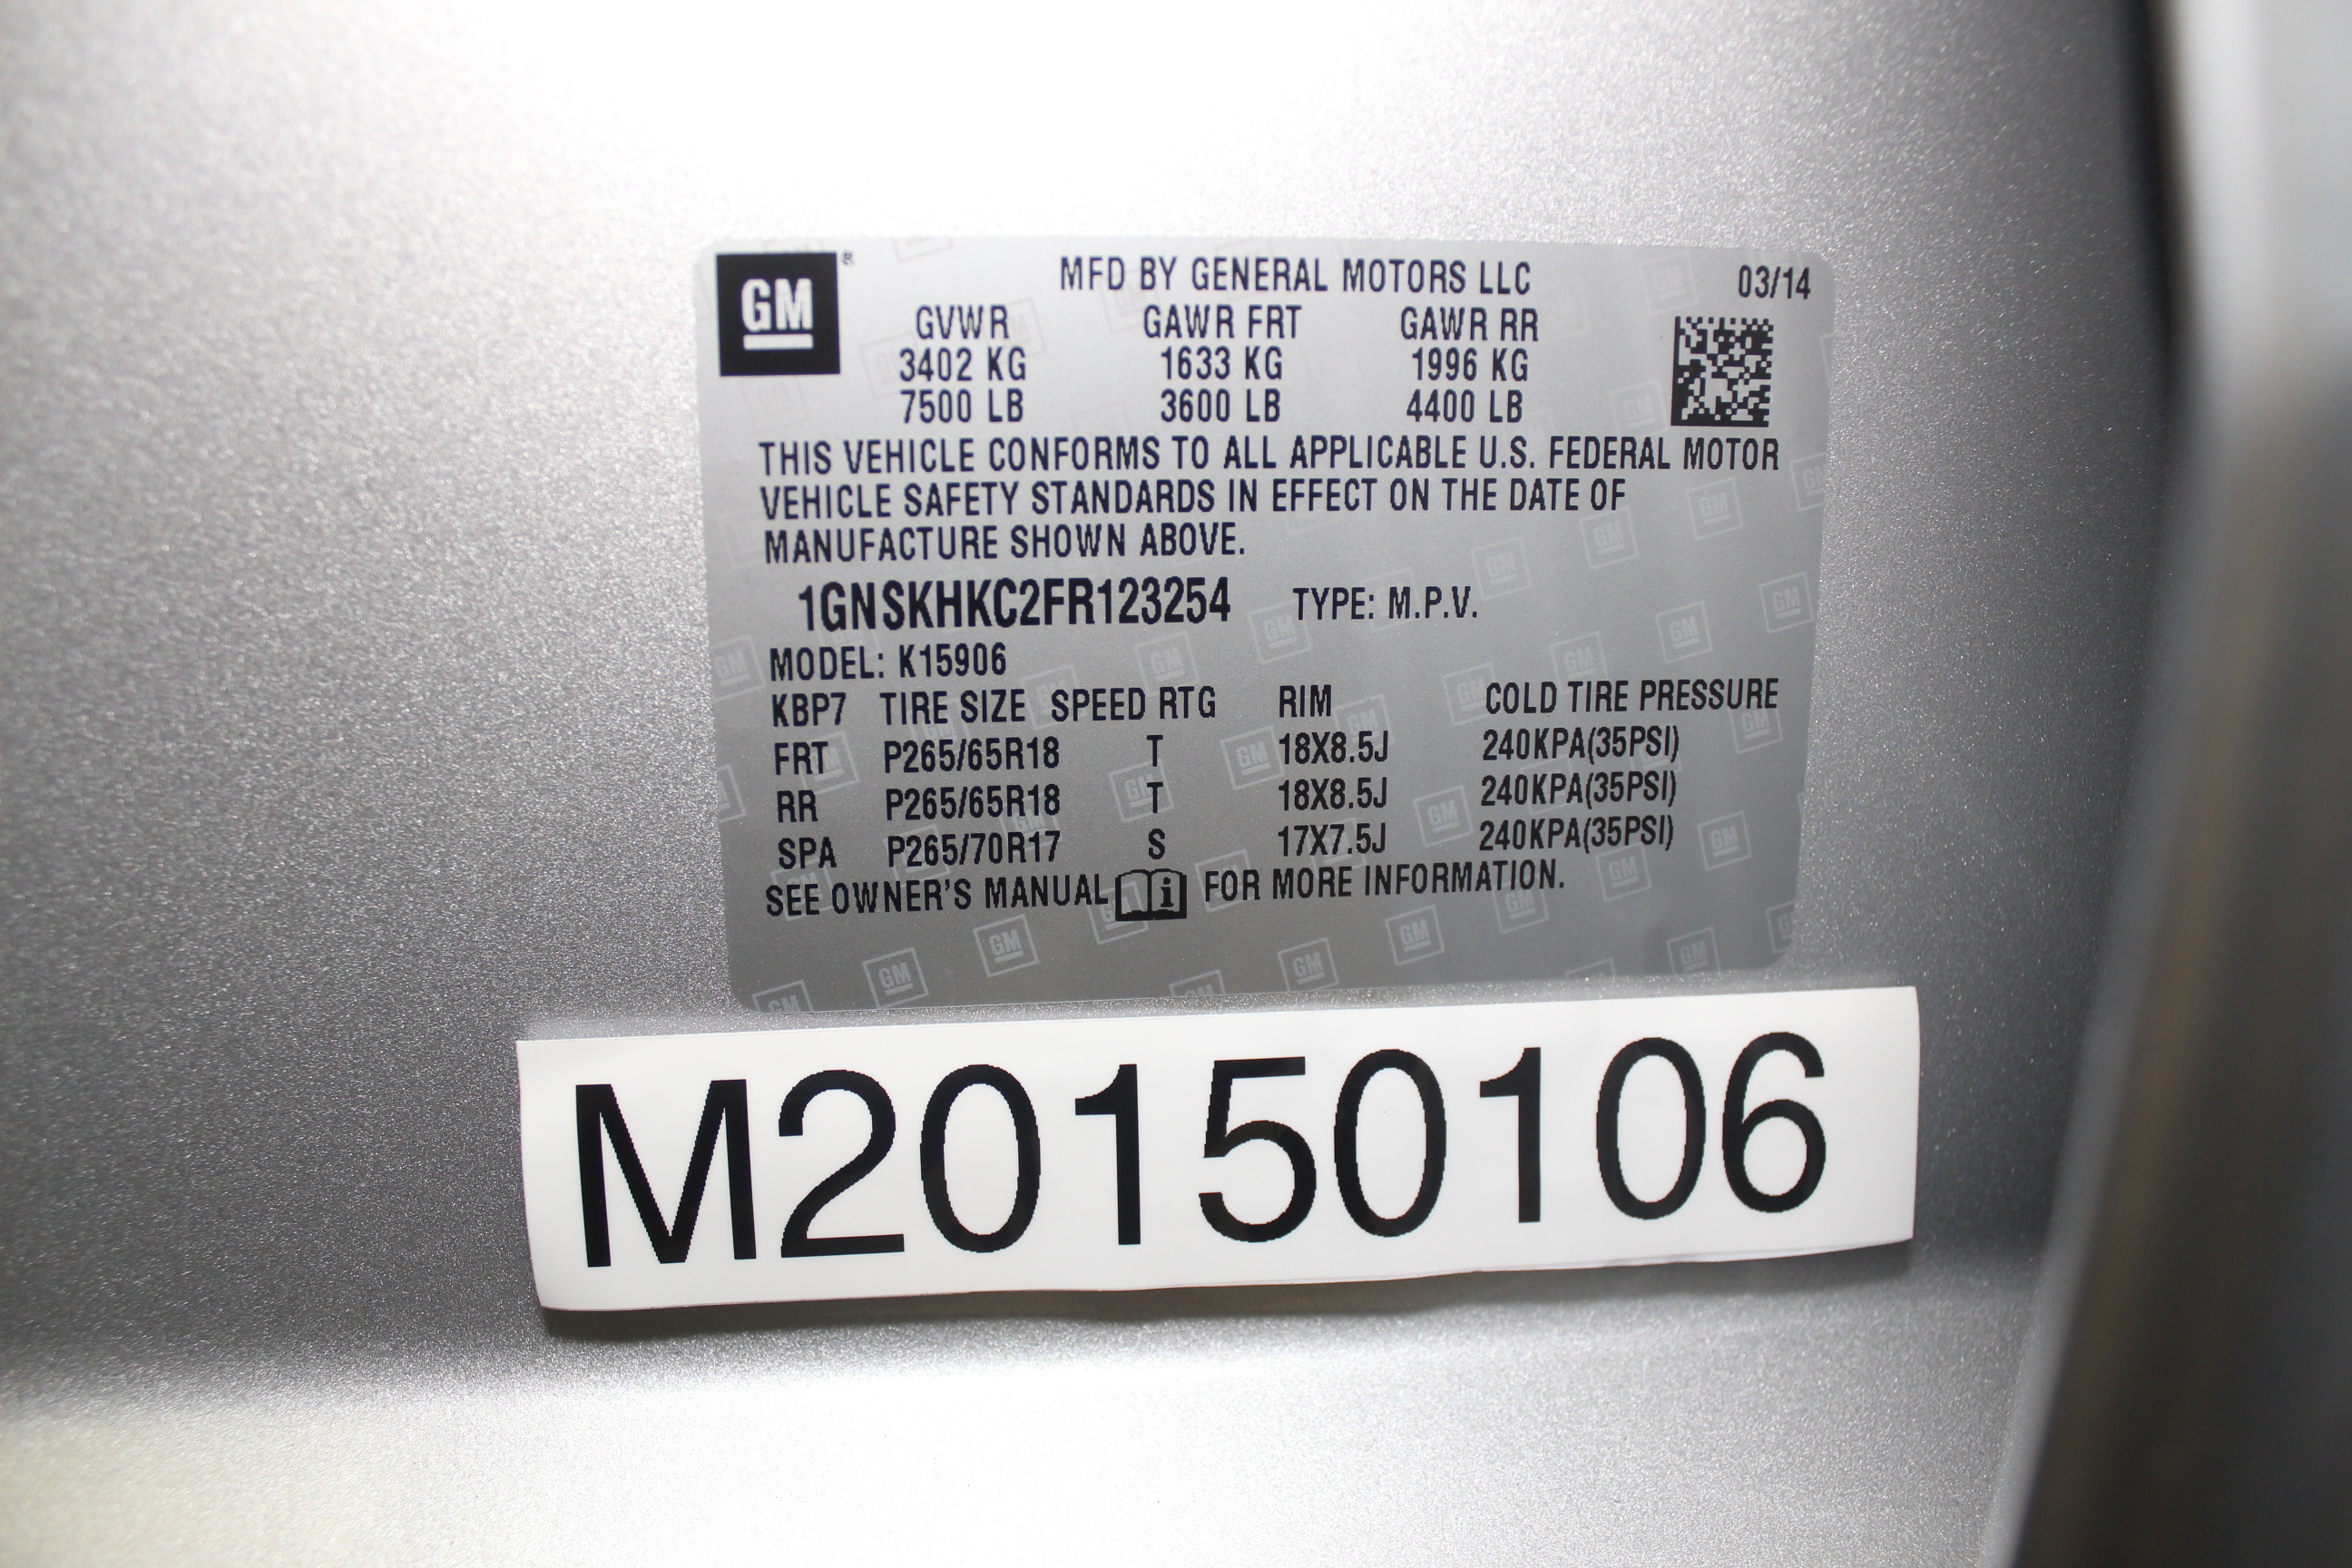 GM®
MFD BY GENERAL MOTORS LLC 03/14
GVWR GAWR FRT GAWR RR
3402 KG 1633 KG 1996 KG
7500 LB 3600 LB 4400 LB
THIS VEHICLE CONFORMS TO ALL APPLICABLE U.S. FEDERAL MOTOR
VEHICLE SAFETY STANDARDS IN EFFECT ON THE DATE OF
MANUFACTURE SHOWN ABOVE.
1GNSKHKC2FR123254 TYPE: M.P.V.
MODEL: K15906
KBP7 TIRE SIZE SPEED RTG RIM COLD TIRE PRESSURE
FRT P265/65R18 T 18X8.5J 240KPA(35PSI)
RR P265/65R18 T 18X8.5J 240KPA(35PSI)
SPA P265/70R17 S 17X7.5J 240KPA(35PSI)
SEE OWNER'S MANUAL i FOR MORE INFORMATION.
M20150106